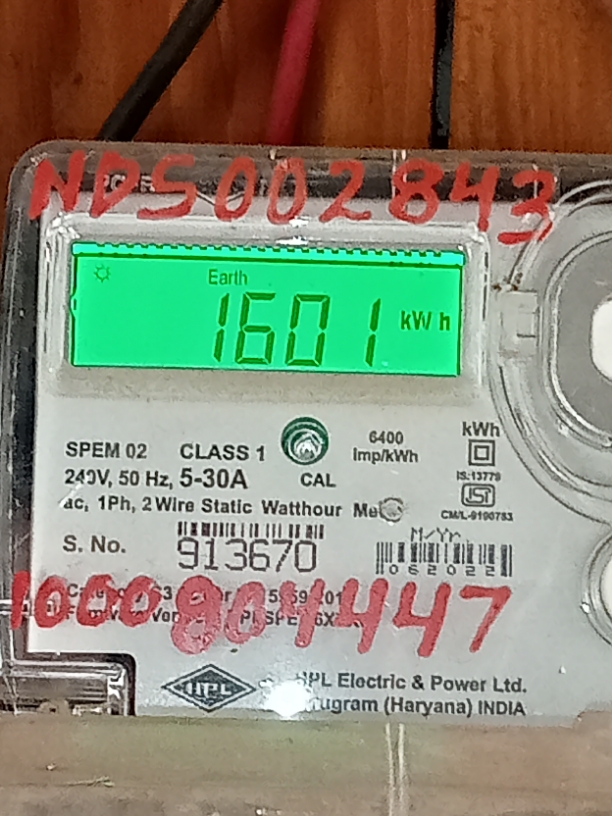 NDS002843
Earth
1601 kWh
SPEM 02 CLASS 1 6400 Imp/kWh kWh
240V, 50 Hz, 5-30A CAL IS:13779
ac, 1Ph, 2 Wire Static Watthour
CM/L-9100753
S. No. 913670 M/Yr.
062022
1000804447
HPL HPL Electric & Power Ltd.
(Haryana) INDIA